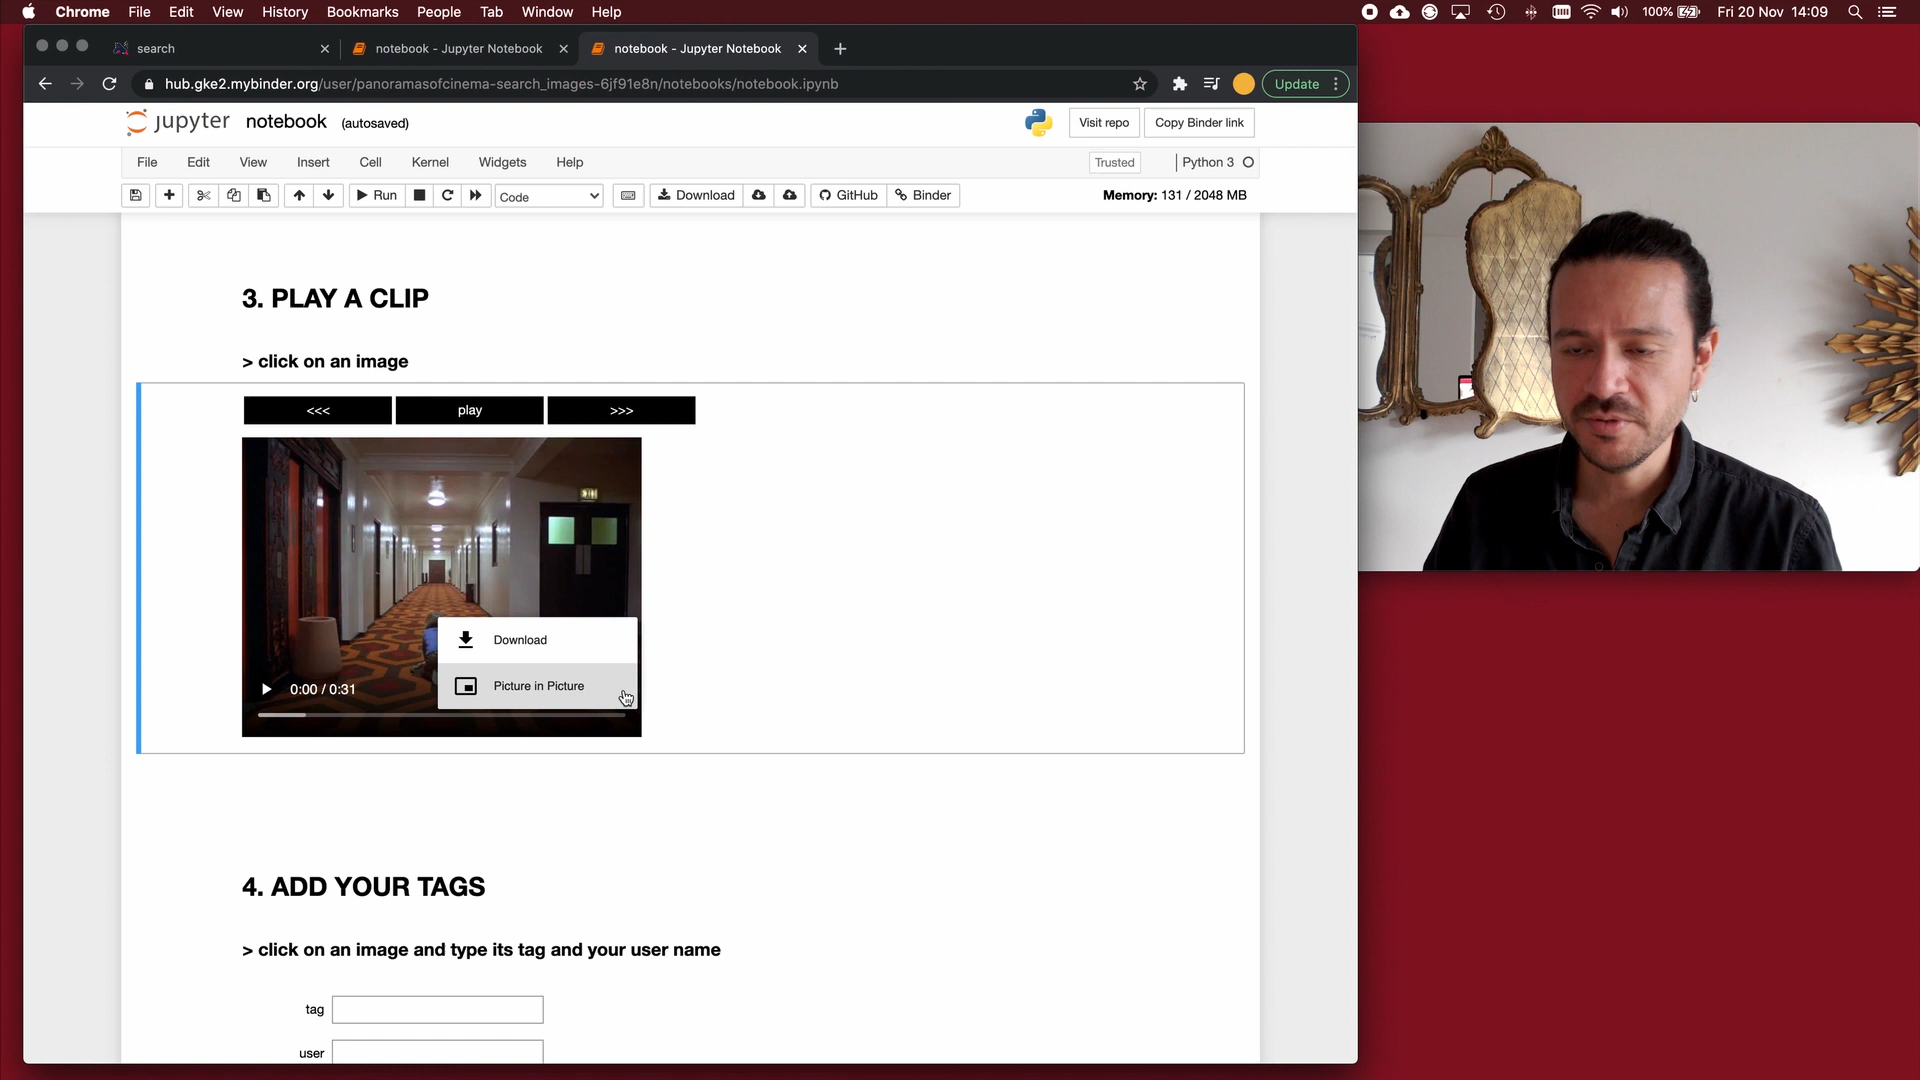 Chrome File Edit View History Bookmarks People Tab Window Help 100% Fri 20 Nov 14:09
search notebook - Jupyter Notebook notebook - Jupyter Notebook
hub.gke2.mybinder.org/user/panoramasofcinema-search_images-6jf91e8n/notebooks/notebook.ipynb Update
jupyter notebook (autosaved) Visit repo Copy Binder link
File Edit View Insert Cell Kernel Widgets Help Trusted Python 3
Run Code Download GitHub Binder Memory: 131 / 2048 MB
3. PLAY A CLIP
> click on an image
<<< play >>>
Download
Picture in Picture
0:00 / 0:31
4. ADD YOUR TAGS
> click on an image and type its tag and your user name
tag
user